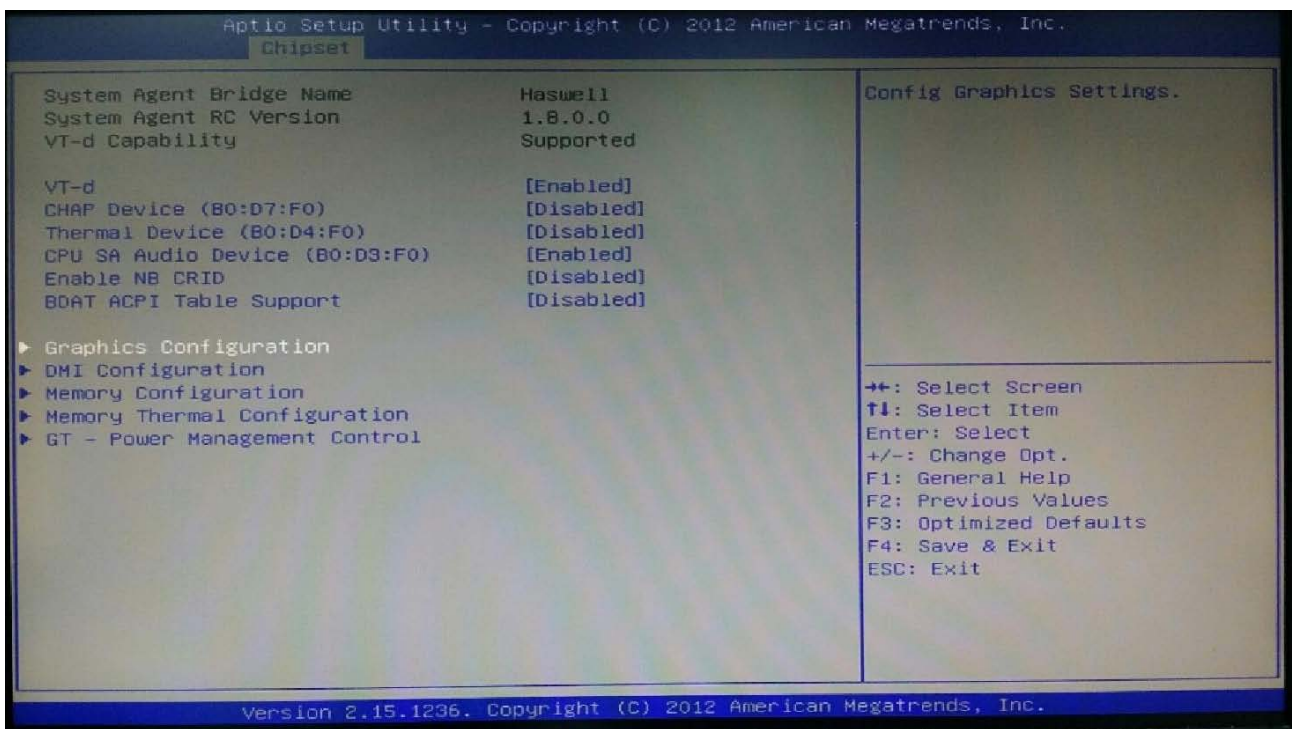 Aptio Setup Utility - Copyright (C) 2012 American Megatrends, Inc.
Chipset
System Agent Bridge Name Haswell
System Agent RC Version 1.8.0.0
VT-d Capability Supported
VT-d [Enabled]
CHAP Device (B0:D7:F0) [Disabled]
Thermal Device (B0:D4:F0) [Disabled]
CPU SA Audio Device (B0:D3:F0) [Enabled]
Enable NB CRID [Disabled]
BDAT ACPI Table Support [Disabled]
► Graphics Configuration
► DMI Configuration
► Memory Configuration
► Memory Thermal Configuration
► GT - Power Management Control
Config Graphics Settings.
→←: Select Screen
↑↓: Select Item
Enter: Select
+/-: Change Opt.
F1: General Help
F2: Previous Values
F3: Optimized Defaults
F4: Save & Exit
ESC: Exit
Version 2.15.1236. Copyright (C) 2012 American Megatrends, Inc.